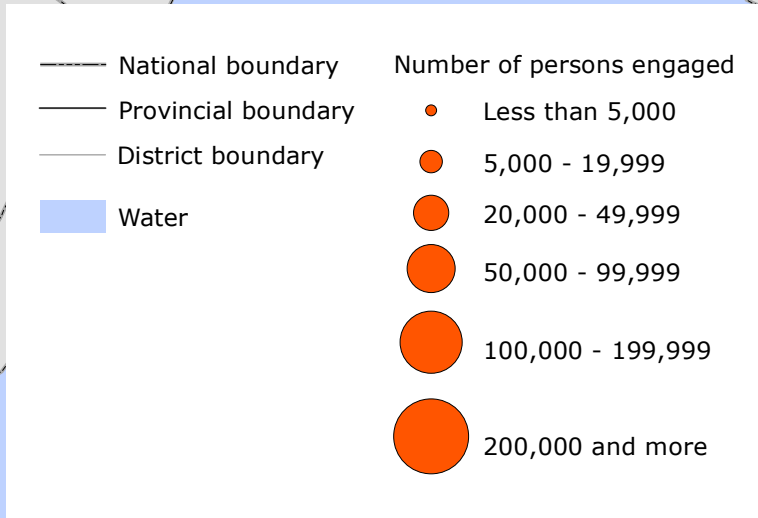 National boundary
Provincial boundary
District boundary
Water
Number of persons engaged
Less than 5,000
5,000 - 19,999
20,000 - 49,999
50,000 - 99,999
100,000 - 199,999
200,000 and more